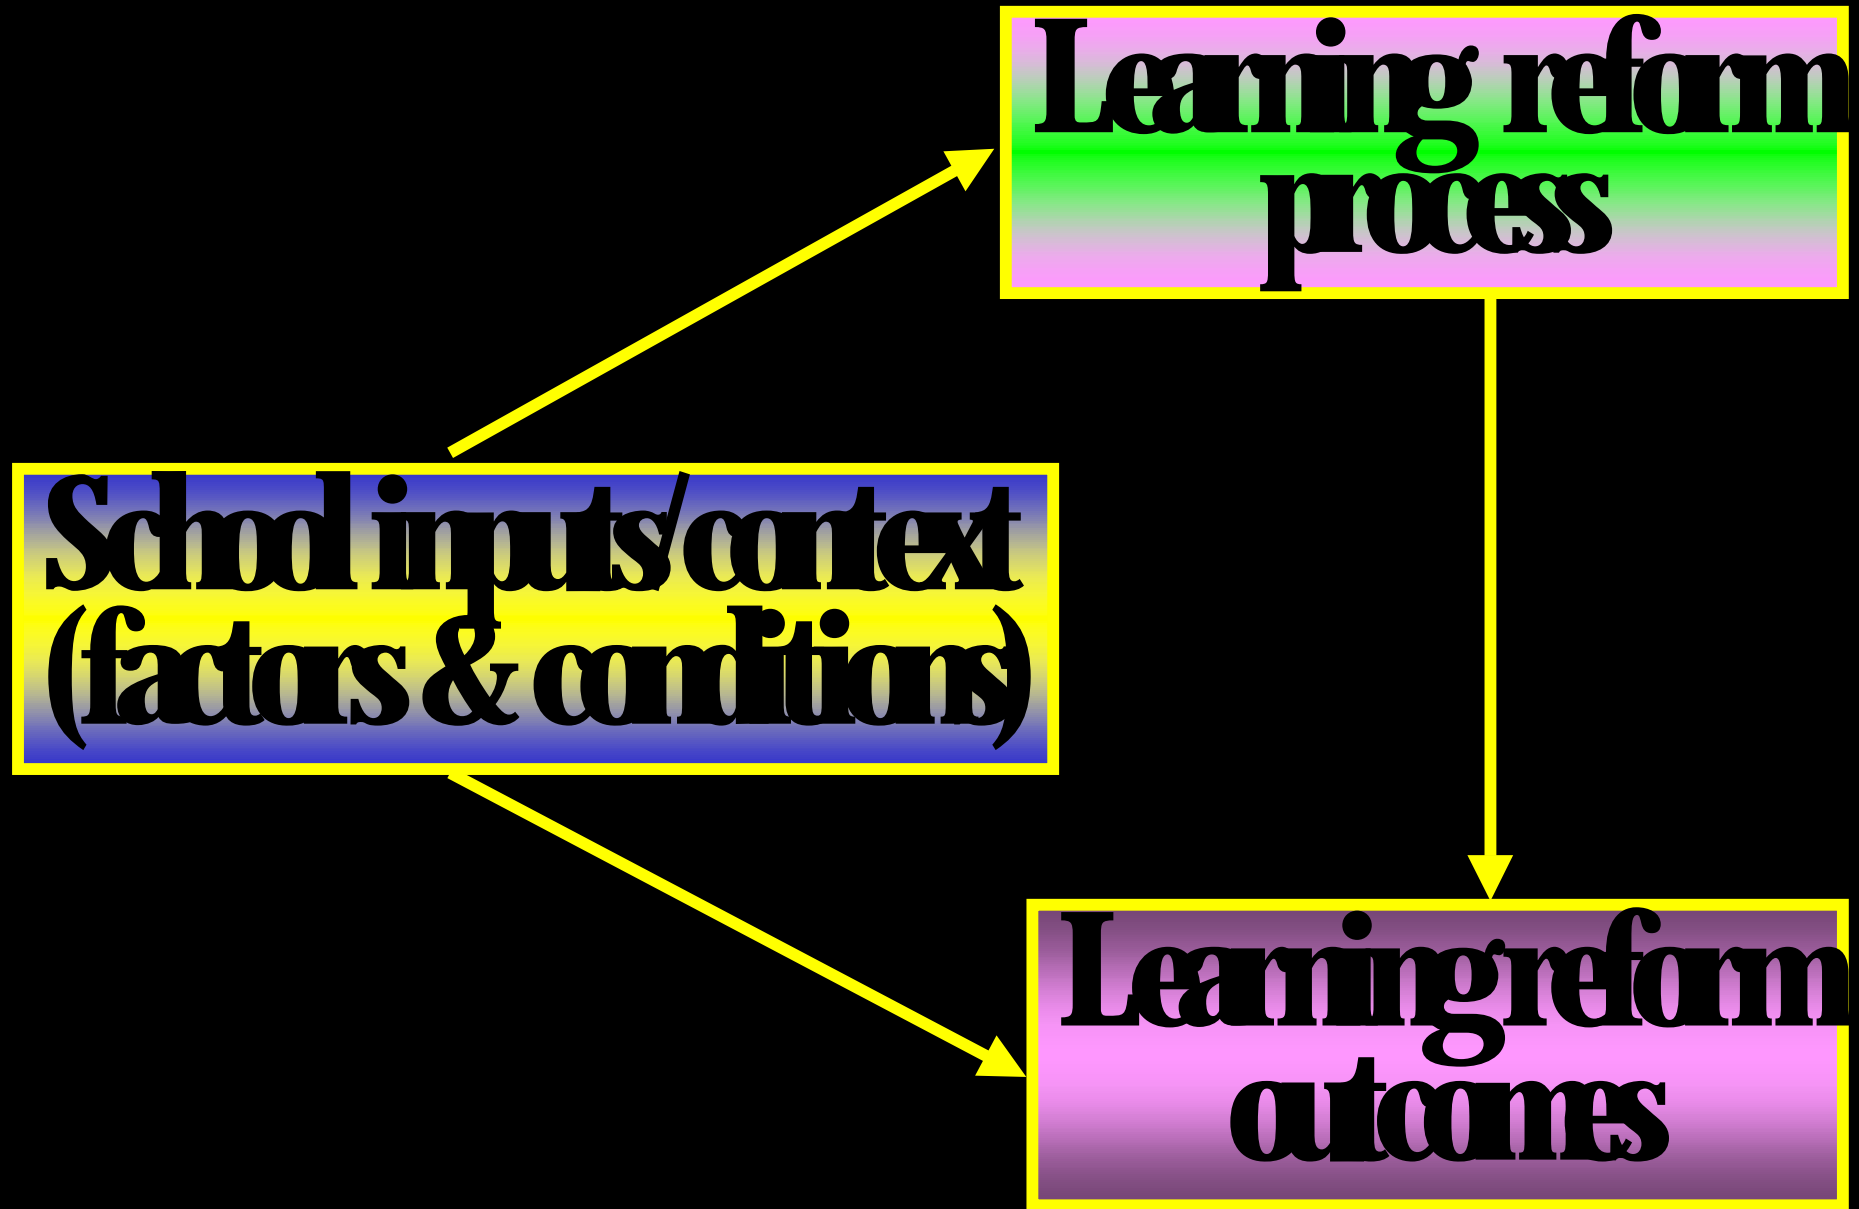 Learning reform
process
School inputs/context
(factors & conditions)
Learning reform
outcomes